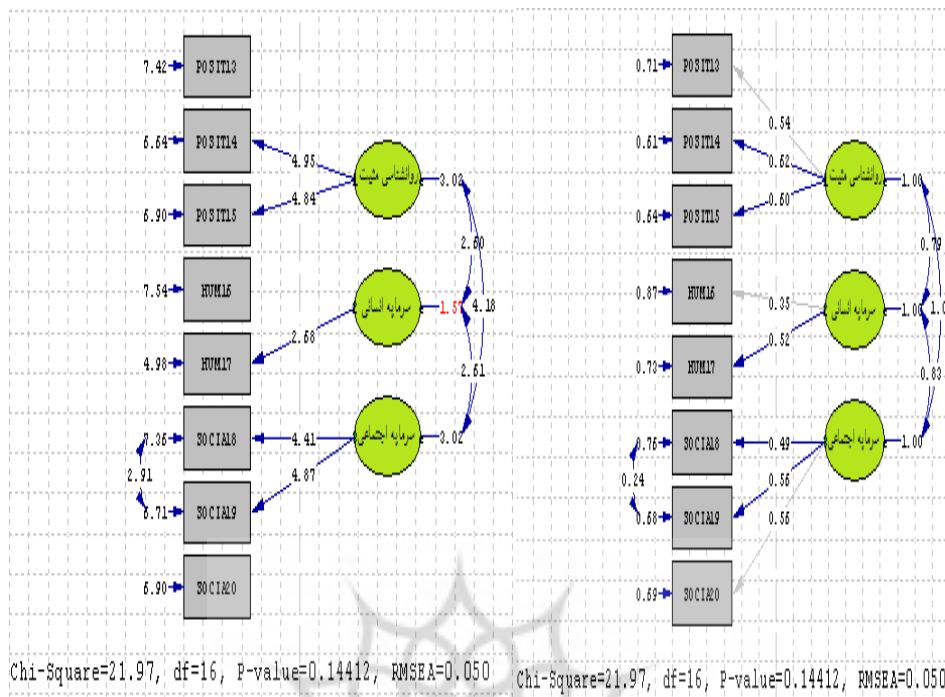 7.42
POSIT13
6.64
POSIT14
6.90
POSIT15
7.54
HUM16
4.98
HUM17
7.36
SOCIA18
2.91
6.71
SOCIA19
6.90
SOCIA20
4.95
4.84
2.68
4.41
4.87
روانشناسی مثبت
سرمایه انسانی
سرمایه اجتماعی
3.02
1.57
3.02
2.60
4.18
2.61
Chi-Square=21.97, df=16, P-value=0.14412, RMSEA=0.050
0.71
POSIT13
0.61
POSIT14
0.64
POSIT15
0.87
HUM16
0.73
HUM17
0.76
SOCIA18
0.24
0.68
SOCIA19
0.69
SOCIA20
0.54
0.62
0.60
0.35
0.52
0.49
0.56
0.56
روانشناسی مثبت
سرمایه انسانی
سرمایه اجتماعی
1.00
1.00
1.00
0.79
0.83
Chi-Square=21.97, df=16, P-value=0.14412, RMSEA=0.050